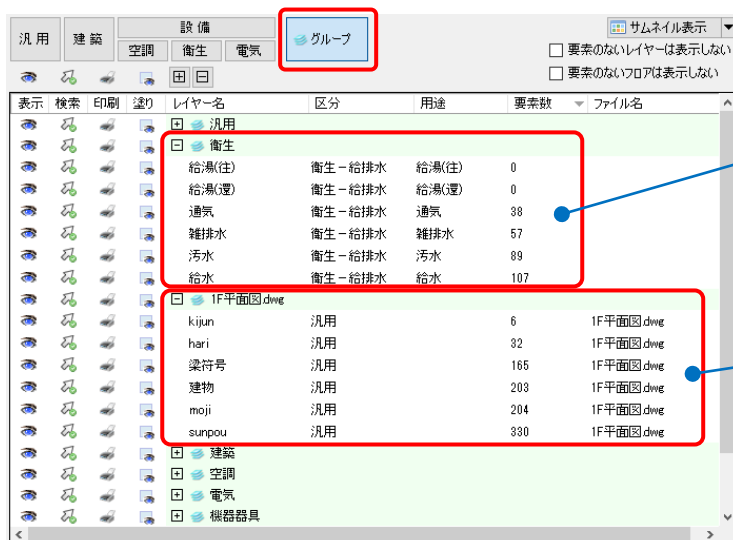 汎用 建築 設備 グループ サムネイル表示
空調 衛生 電気
要素のないレイヤーは表示しない
要素のないフロアは表示しない
表示 検索 印刷 塗り レイヤー名 区分 用途 要素数 ファイル名
汎用
衛生
給湯(往) 衛生－給排水 給湯(往) 0
給湯(還) 衛生－給排水 給湯(還) 0
通気 衛生－給排水 通気 38
雑排水 衛生－給排水 雑排水 57
汚水 衛生－給排水 汚水 89
給水 衛生－給排水 給水 107
1F平面図.dwg
kijun 汎用 6 1F平面図.dwg
hari 汎用 32 1F平面図.dwg
梁符号 汎用 165 1F平面図.dwg
建物 汎用 203 1F平面図.dwg
moji 汎用 204 1F平面図.dwg
sunpou 汎用 330 1F平面図.dwg
建築
空調
電気
機器器具